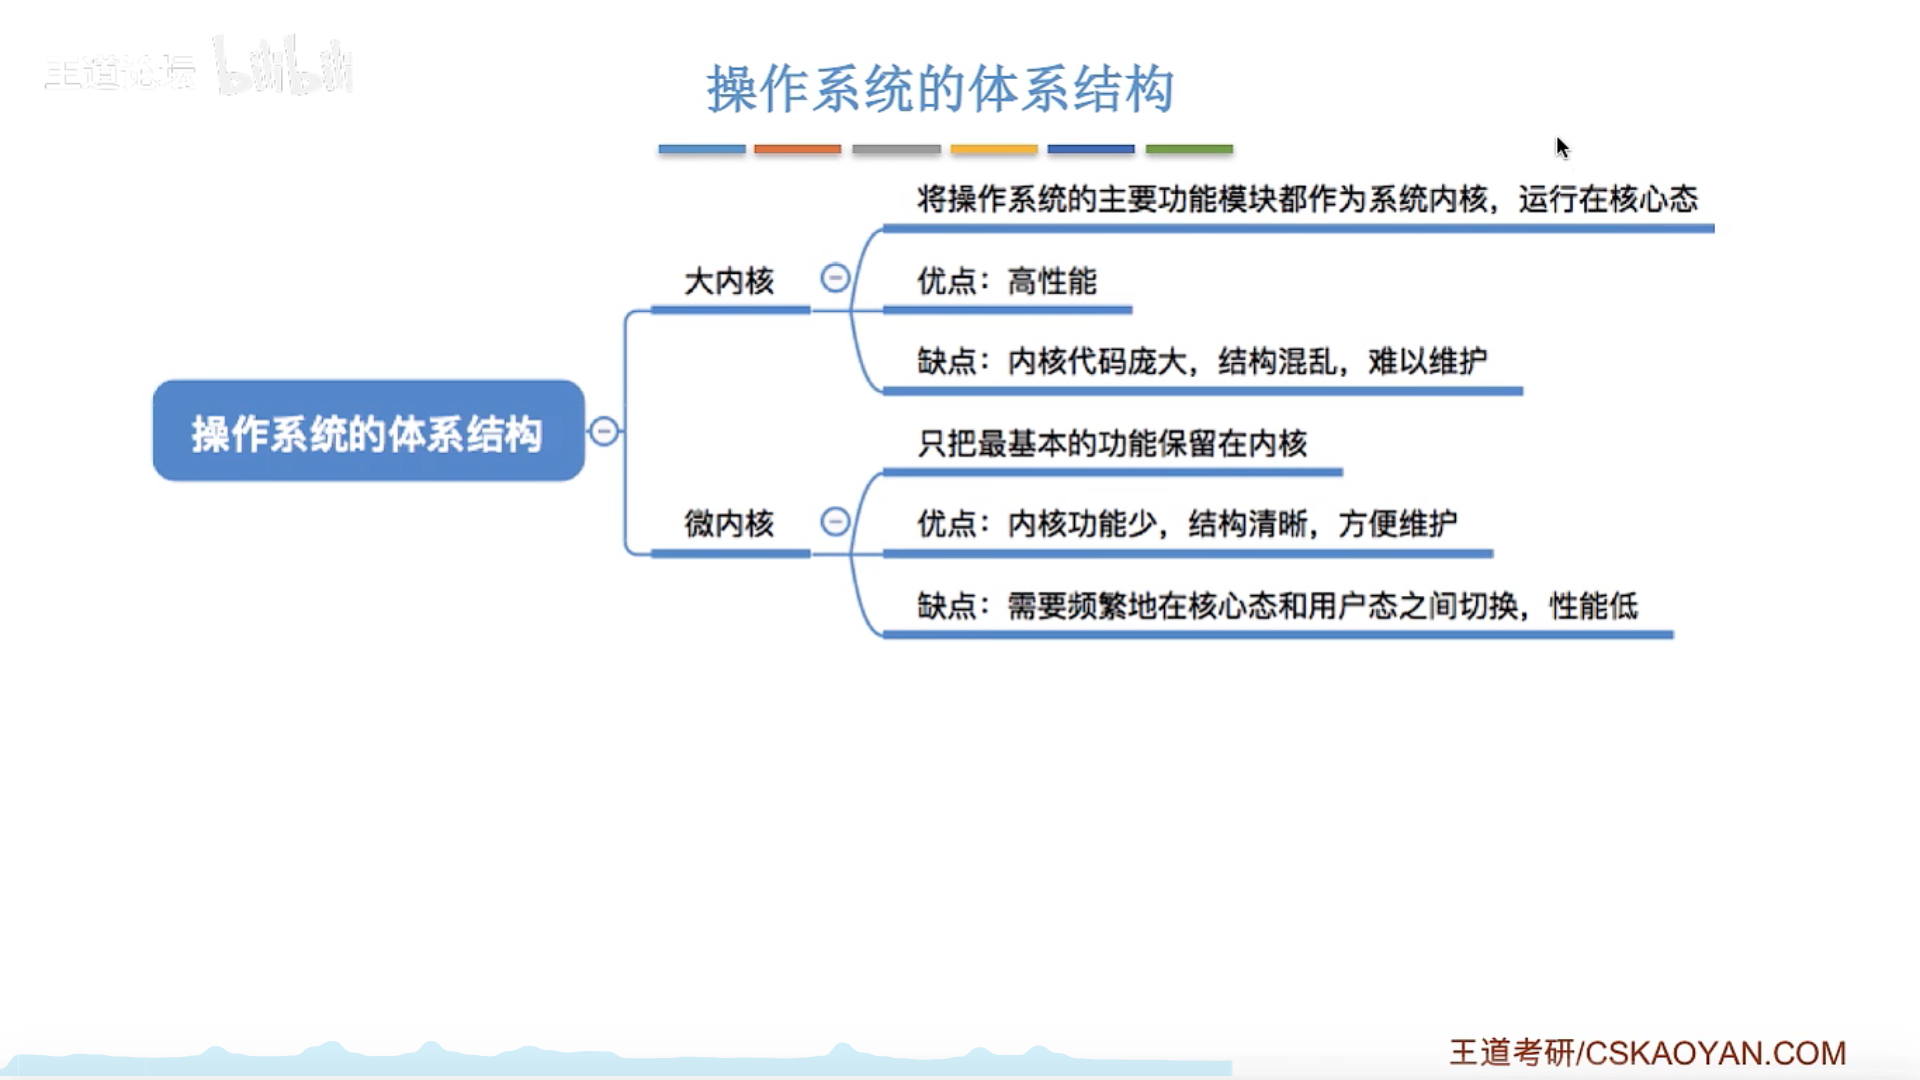 王道论坛 bilibili
操作系统的体系结构
将操作系统的主要功能模块都作为系统内核，运行在核心态
大内核
优点：高性能
缺点：内核代码庞大，结构混乱，难以维护
操作系统的体系结构
只把最基本的功能保留在内核
微内核
优点：内核功能少，结构清晰，方便维护
缺点：需要频繁地在核心态和用户态之间切换，性能低
王道考研/CSKAOYAN.COM